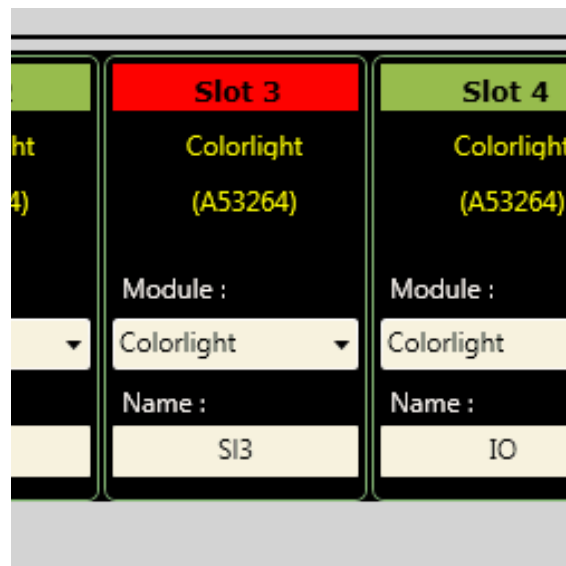 Slot 3
Colorlight
(A53264)
Module :
Colorlight
Name :
SI3
Slot 4
Colorlight
(A53264)
Module :
Colorlight
Name :
IO